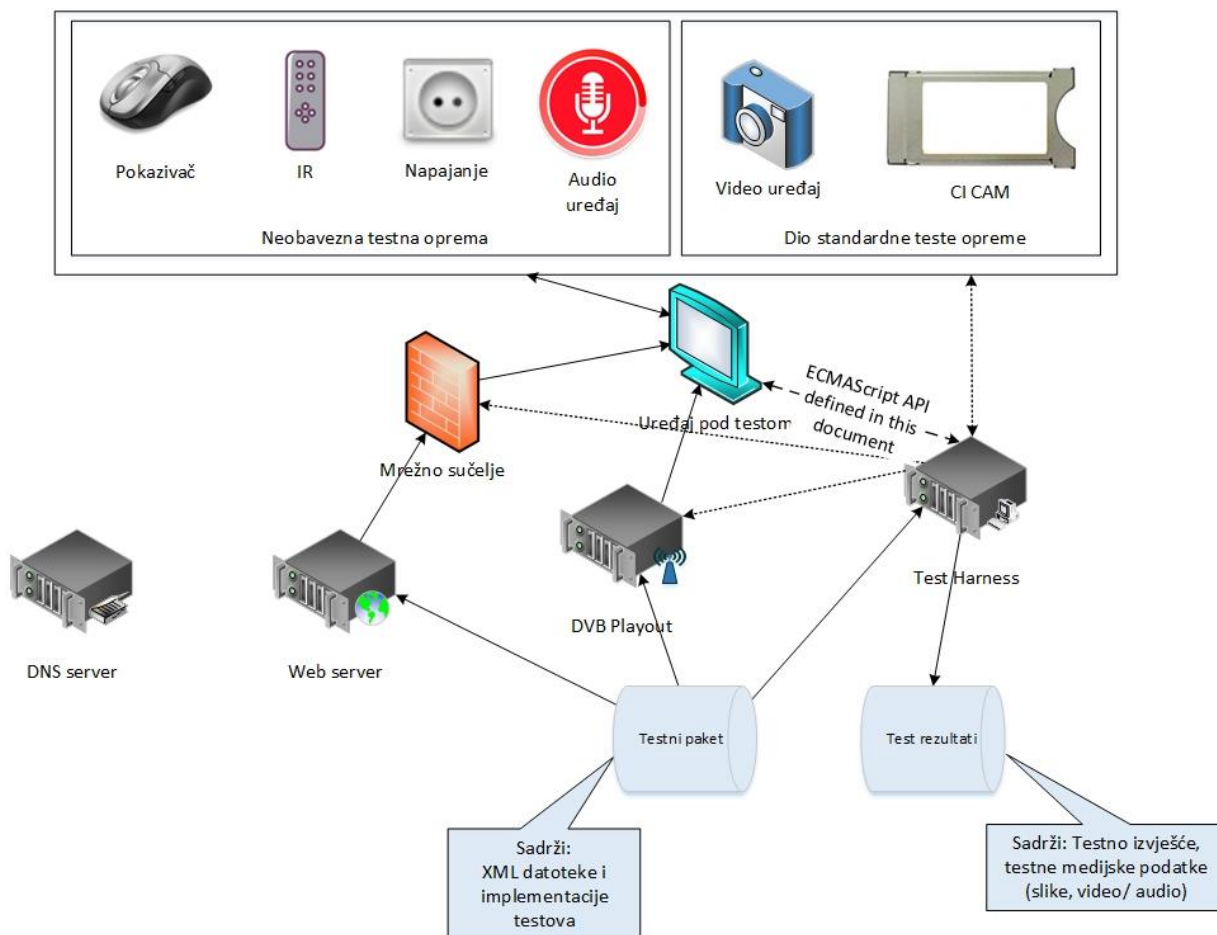 Pokazivač
IR
Napajanje
Audio
uređaj
Video uređaj
CI CAM
Neobavezna testna oprema
Dio standardne teste opreme
ECMAScript API
defined in this
document
Uređaj pod testom
Mrežno sučelje
Test Harness
DVB Playout
DNS server
Web server
Testni paket
Test rezultati
Sadrži:
XML datoteke i
implementacije
testova
Sadrži: Testno izvješće,
testne medijske podatke
(slike, video/ audio)